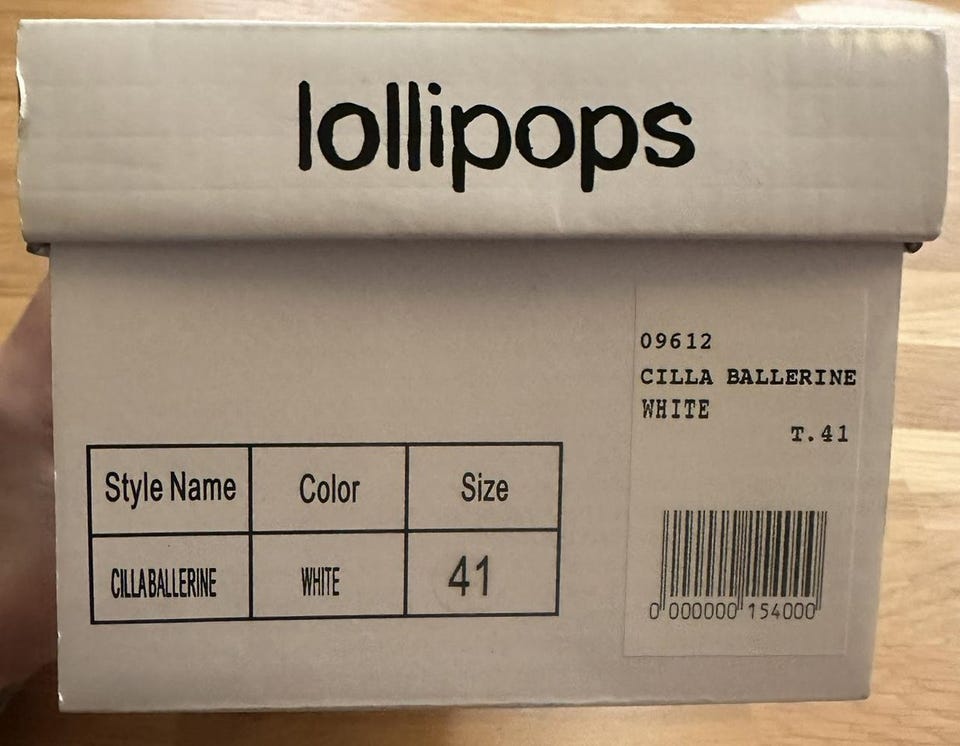 lollipops
09612
CILLA BALLERINE
WHITE
T.41
Style Name Color Size
CILLA BALLERINE WHITE 41
0 000000 154000